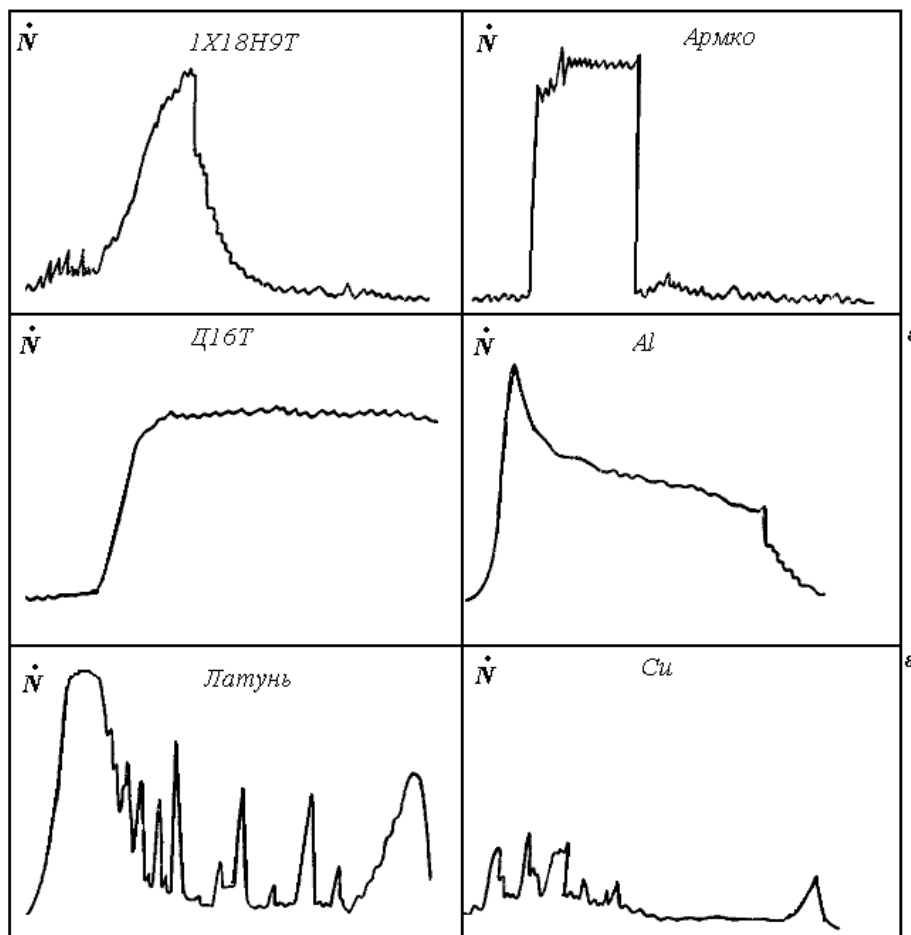 Ṅ 1Х18Н9Т
Ṅ Армко
Ṅ Д16Т
Ṅ Al
ε
Ṅ Латунь
Ṅ Cu
ε